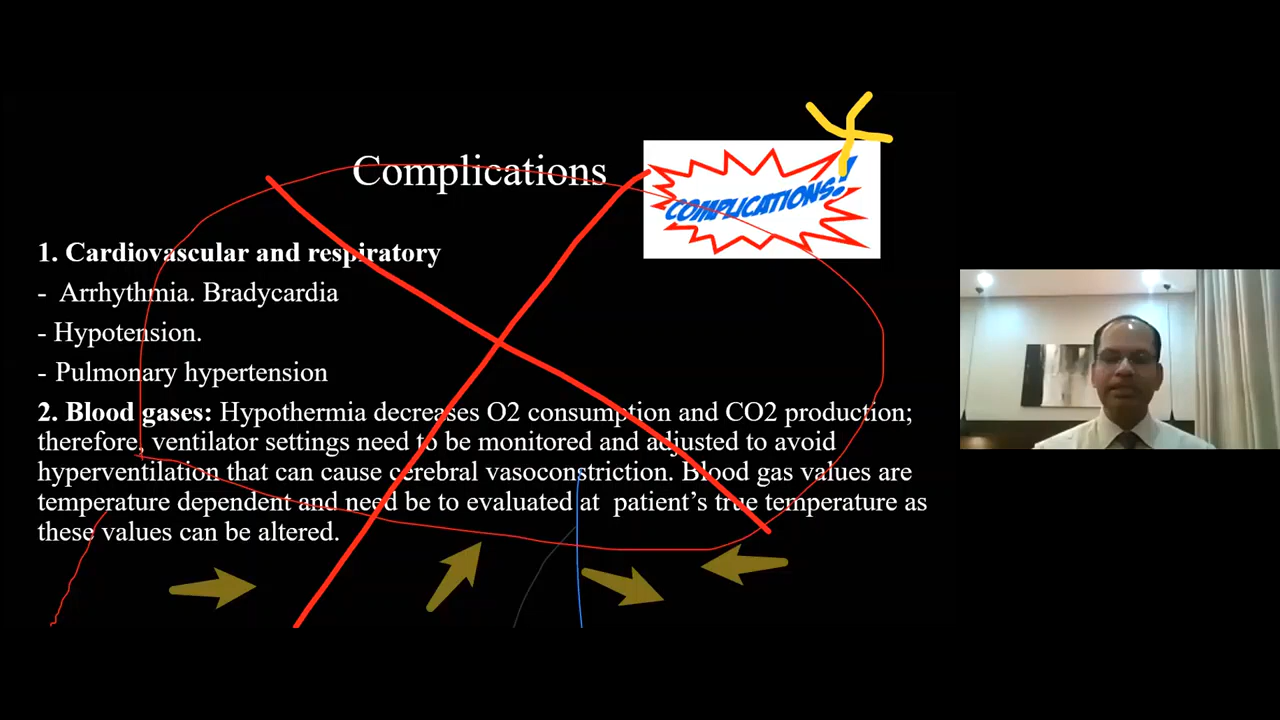 Complications
COMPLICATIONS!
1. Cardiovascular and respiratory
- Arrhythmia. Bradycardia
- Hypotension.
- Pulmonary hypertension
2. Blood gases: Hypothermia decreases O2 consumption and CO2 production;
therefore, ventilator settings need to be monitored and adjusted to avoid
hyperventilation that can cause cerebral vasoconstriction. Blood gas values are
temperature dependent and need be to evaluated at patient's true temperature as
these values can be altered.